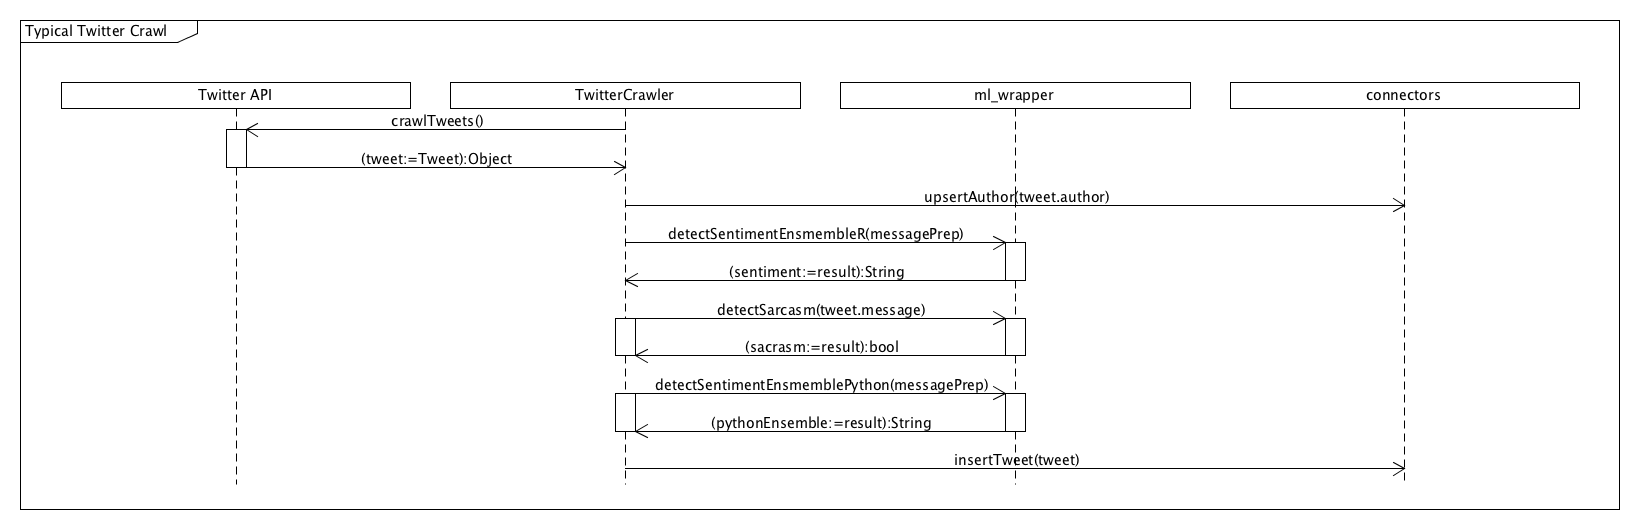 Typical Twitter Crawl
Twitter API
TwitterCrawler
ml_wrapper
connectors
crawlTweets()
(tweet:=Tweet):Object
upsertAuthor(tweet.author)
detectSentimentEnsmembleR(messagePrep)
(sentiment:=result):String
detectSarcasm(tweet.message)
(sacrasm:=result):bool
detectSentimentEnsmemblePython(messagePrep)
(pythonEnsemble:=result):String
insertTweet(tweet)